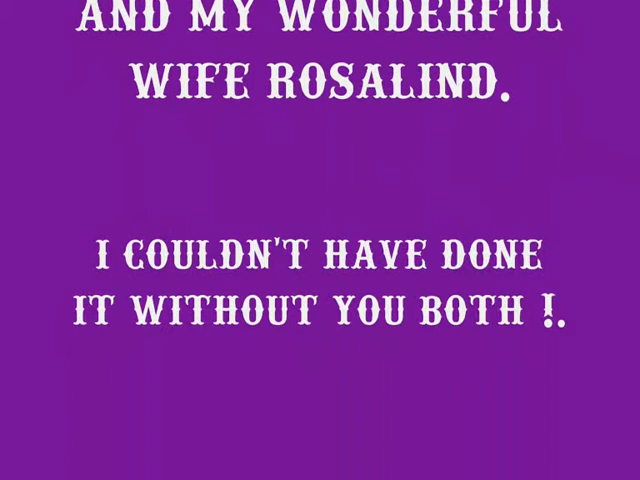 AND MY WONDERFUL
WIFE ROSALIND.
I COULDN'T HAVE DONE
IT WITHOUT YOU BOTH !.